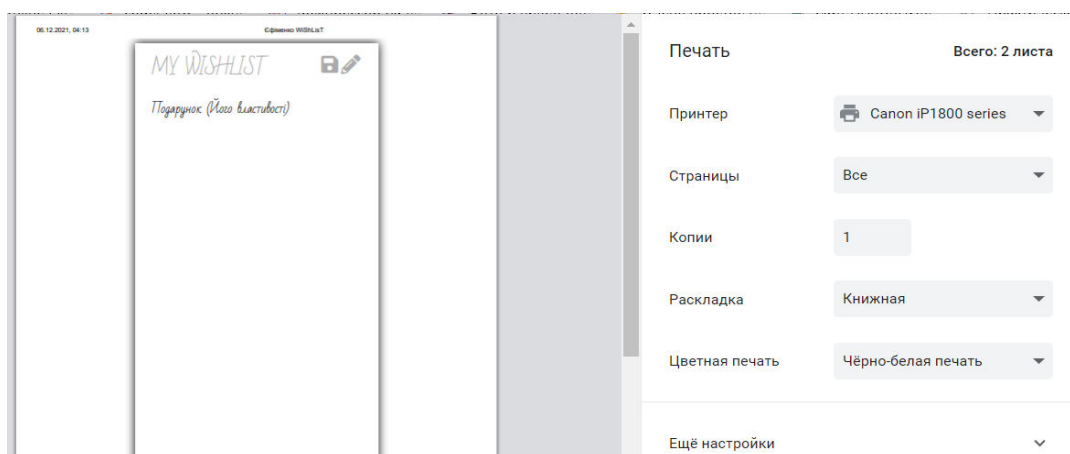 06.12.2021, 04:13
Єфименко WiShLisT
MY WISHLIST
Подарунок (Його властивості)
Печать
Всего: 2 листа
Принтер
Canon iP1800 series
Страницы
Все
Копии
1
Раскладка
Книжная
Цветная печать
Чёрно-белая печать
Ещё настройки